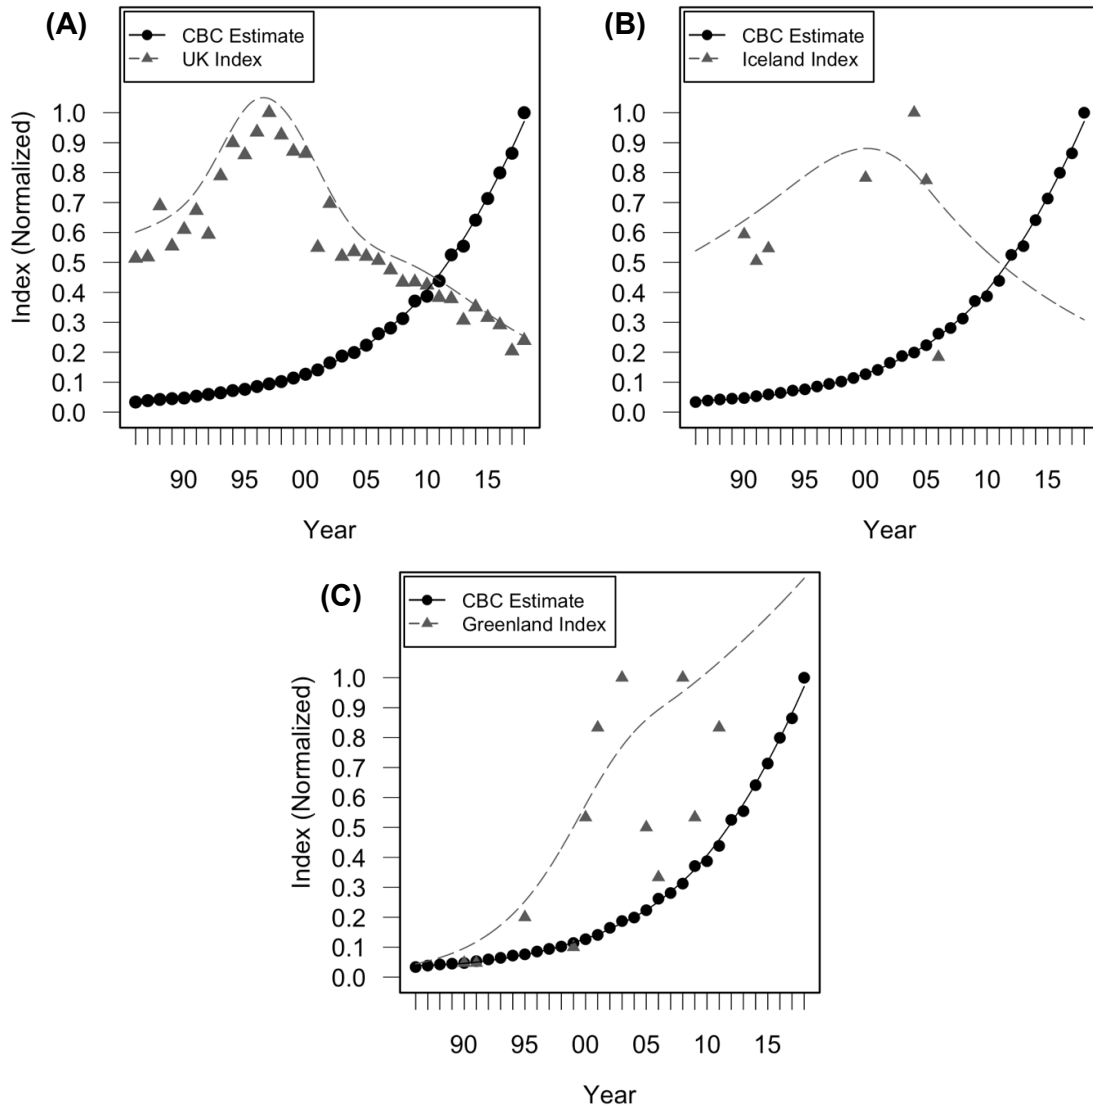 (A)
CBC Estimate
UK Index
Index (Normalized)
1.0
0.9
0.8
0.7
0.6
0.5
0.4
0.3
0.2
0.1
0.0
90 95 00 05 10 15
Year
(B)
CBC Estimate
Iceland Index
1.0
0.9
0.8
0.7
0.6
0.5
0.4
0.3
0.2
0.1
0.0
90 95 00 05 10 15
Year
(C)
CBC Estimate
Greenland Index
Index (Normalized)
1.0
0.9
0.8
0.7
0.6
0.5
0.4
0.3
0.2
0.1
0.0
90 95 00 05 10 15
Year